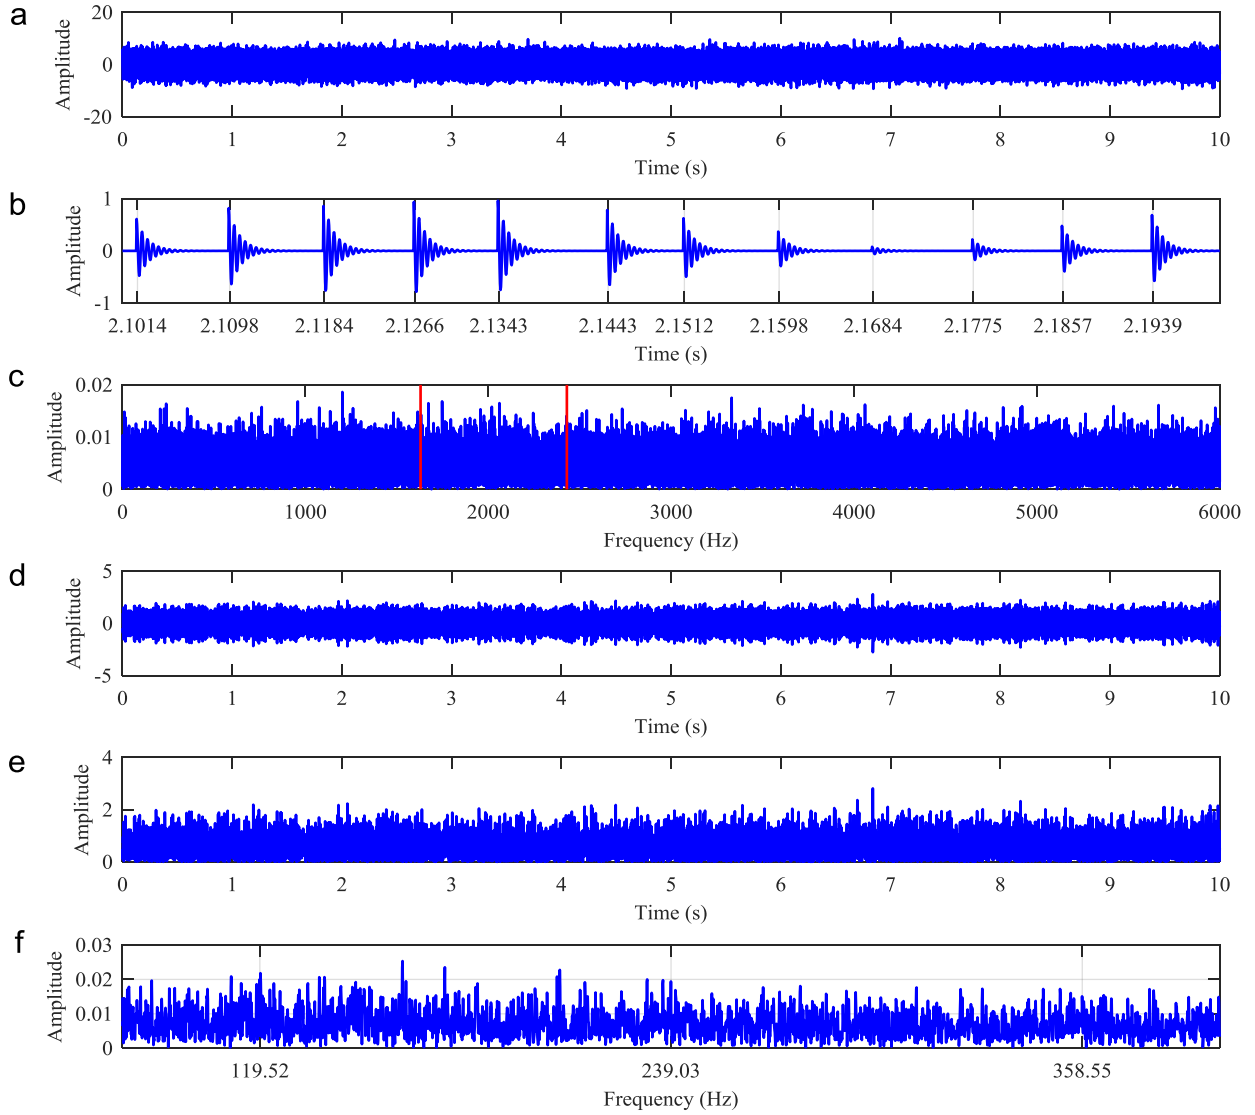 a
Amplitude
20
0
-20
0 1 2 3 4 5 6 7 8 9 10
Time (s)
b
Amplitude
1
0
-1
2.1014 2.1098 2.1184 2.1266 2.1343 2.1443 2.1512 2.1598 2.1684 2.1775 2.1857 2.1939
Time (s)
c
Amplitude
0.02
0.01
0
0 1000 2000 3000 4000 5000 6000
Frequency (Hz)
d
Amplitude
5
0
-5
0 1 2 3 4 5 6 7 8 9 10
Time (s)
e
Amplitude
4
2
0
0 1 2 3 4 5 6 7 8 9 10
Time (s)
f
Amplitude
0.03
0.02
0.01
0
119.52 239.03 358.55
Frequency (Hz)